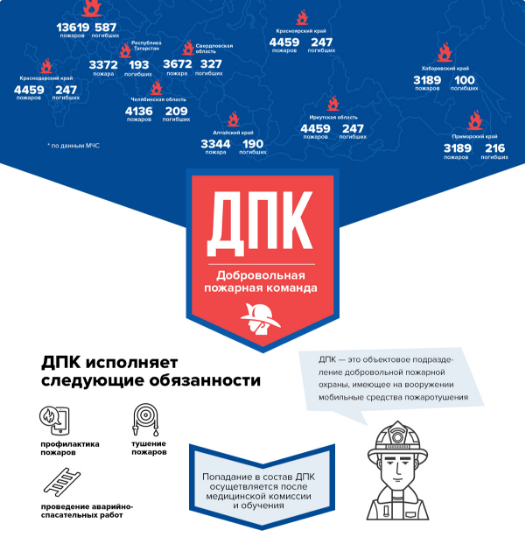 13619 587
пожаров погибших
Республика
Татарстан
3372 193
пожара погибших
Свердловская
область
3672 327
пожара погибших
Красноярский край
4459 247
пожаров погибших
Хабаровский край
3189 100
пожаров погибших
Краснодарский край
4459 247
пожаров погибших
Челябинская область
4136 209
пожаров погибших
Алтайский край
3344 190
пожара погибших
Иркутская область
4459 247
пожаров погибших
Приморский край
3189 216
пожаров погибших
* по данным МЧС
ДПК
Добровольная
пожарная команда
ДПК исполняет
следующие обязанности
ДПК — это объектовое подразде-
ление добровольной пожарной
охраны, имеющее на вооружении
мобильные средства пожаротушения
профилактика
пожаров
тушение
пожаров
проведение аварийно-
спасательных работ
Попадание в состав ДПК
осуществляется после
медицинской комиссии
и обучения